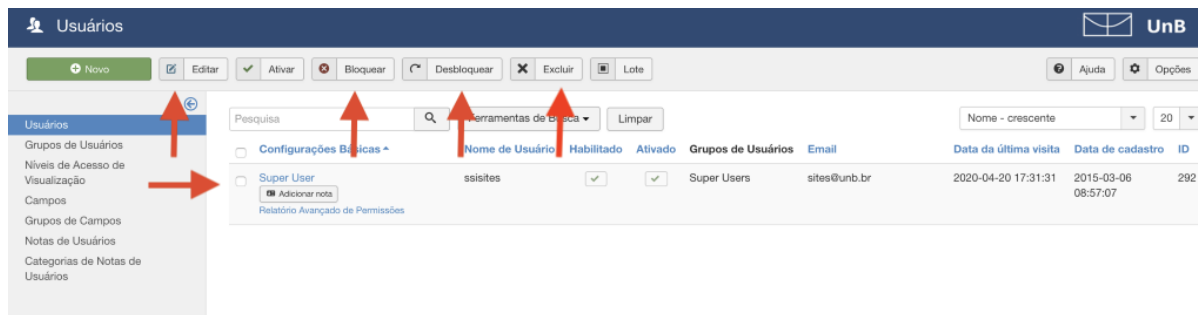 Usuários
UnB
Novo
Editar
Ativar
Bloquear
Desbloquear
Excluir
Lote
Ajuda
Opções
Usuários
Grupos de Usuários
Níveis de Acesso de
Visualização
Campos
Grupos de Campos
Notas de Usuários
Categorias de Notas de
Usuários
Pesquisa
Ferramentas de Busca
Limpar
Nome - crescente
20
Configurações Básicas
Nome de Usuário
Habilitado
Ativado
Grupos de Usuários
Email
Data da última visita
Data de cadastro
ID
Super User
Adicionar nota
Relatório Avançado de Permissões
ssisites
Super Users
sites@unb.br
2020-04-20 17:31:31
2015-03-06
08:57:07
292